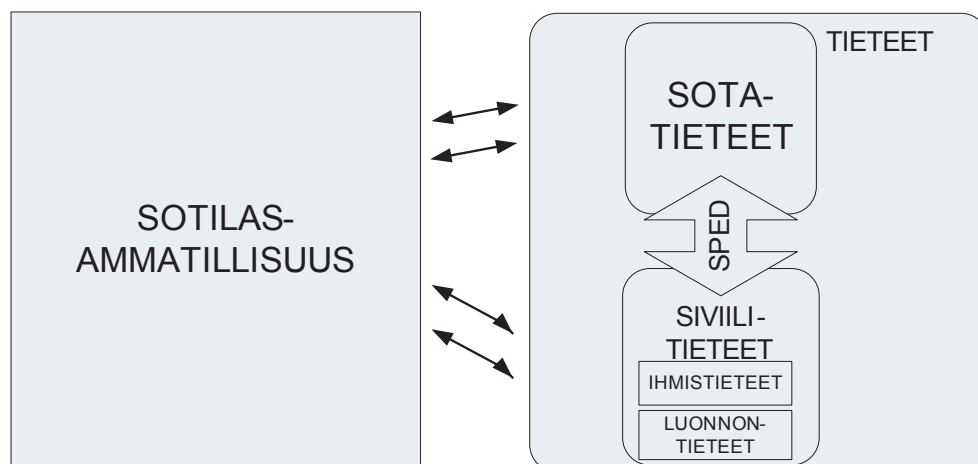 SOTILAS-
AMMATILLISUUS
TIETEET
SOTA-
TIETEET
SPED
SIVIILI-
TIETEET
IHMISTIETEET
LUONNON-
TIETEET